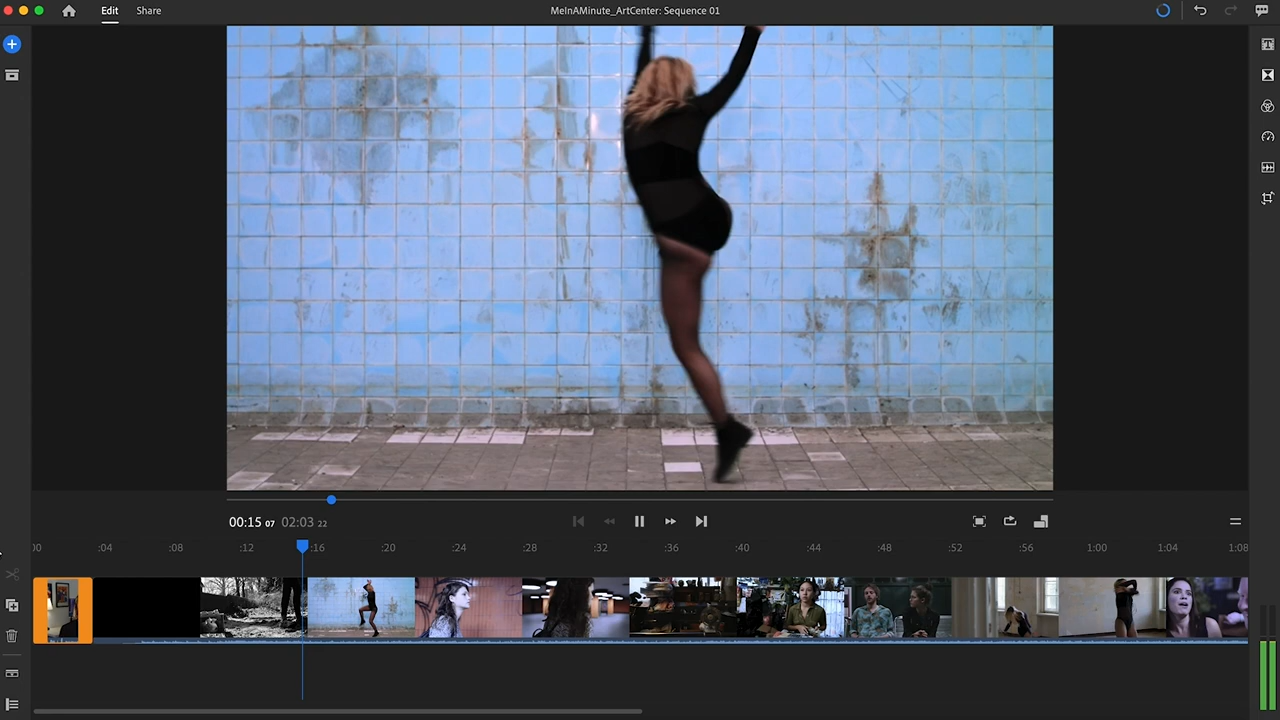 Edit Share MeInAMinute_ArtCenter: Sequence 01
00:15 07 02:03 22
:00 :04 :08 :12 :16 :20 :24 :28 :32 :36 :40 :44 :48 :52 :56 1:00 1:04 1:08